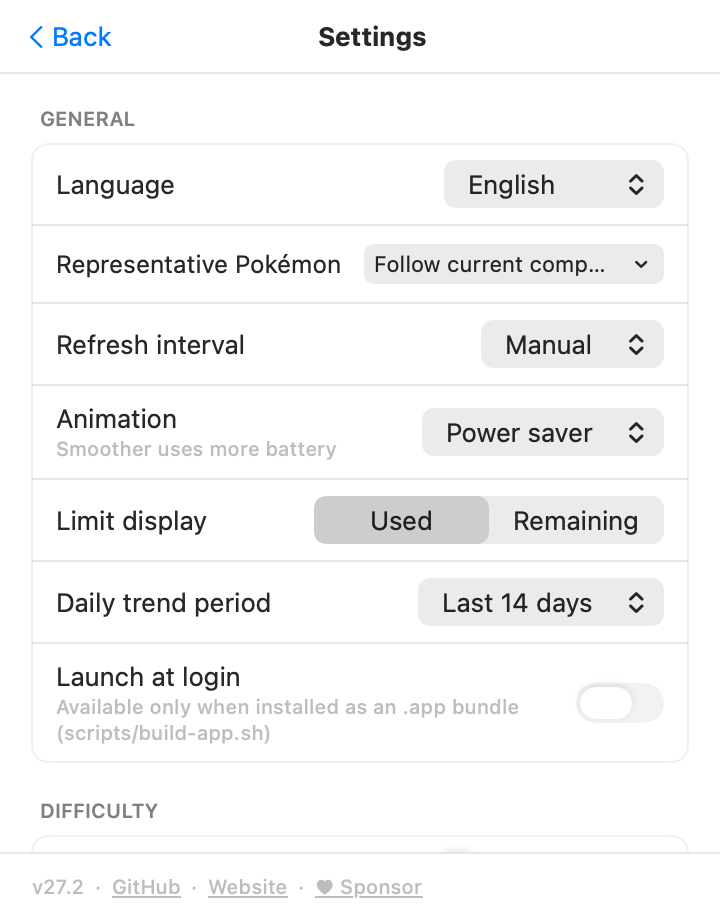 Back
Settings
GENERAL
Language
English
Representative Pokémon
Follow current comp...
Refresh interval
Manual
Animation
Smoother uses more battery
Power saver
Limit display
Used
Remaining
Daily trend period
Last 14 days
Launch at login
Available only when installed as an .app bundle
(scripts/build-app.sh)
DIFFICULTY
v27.2 · GitHub · Website · Sponsor